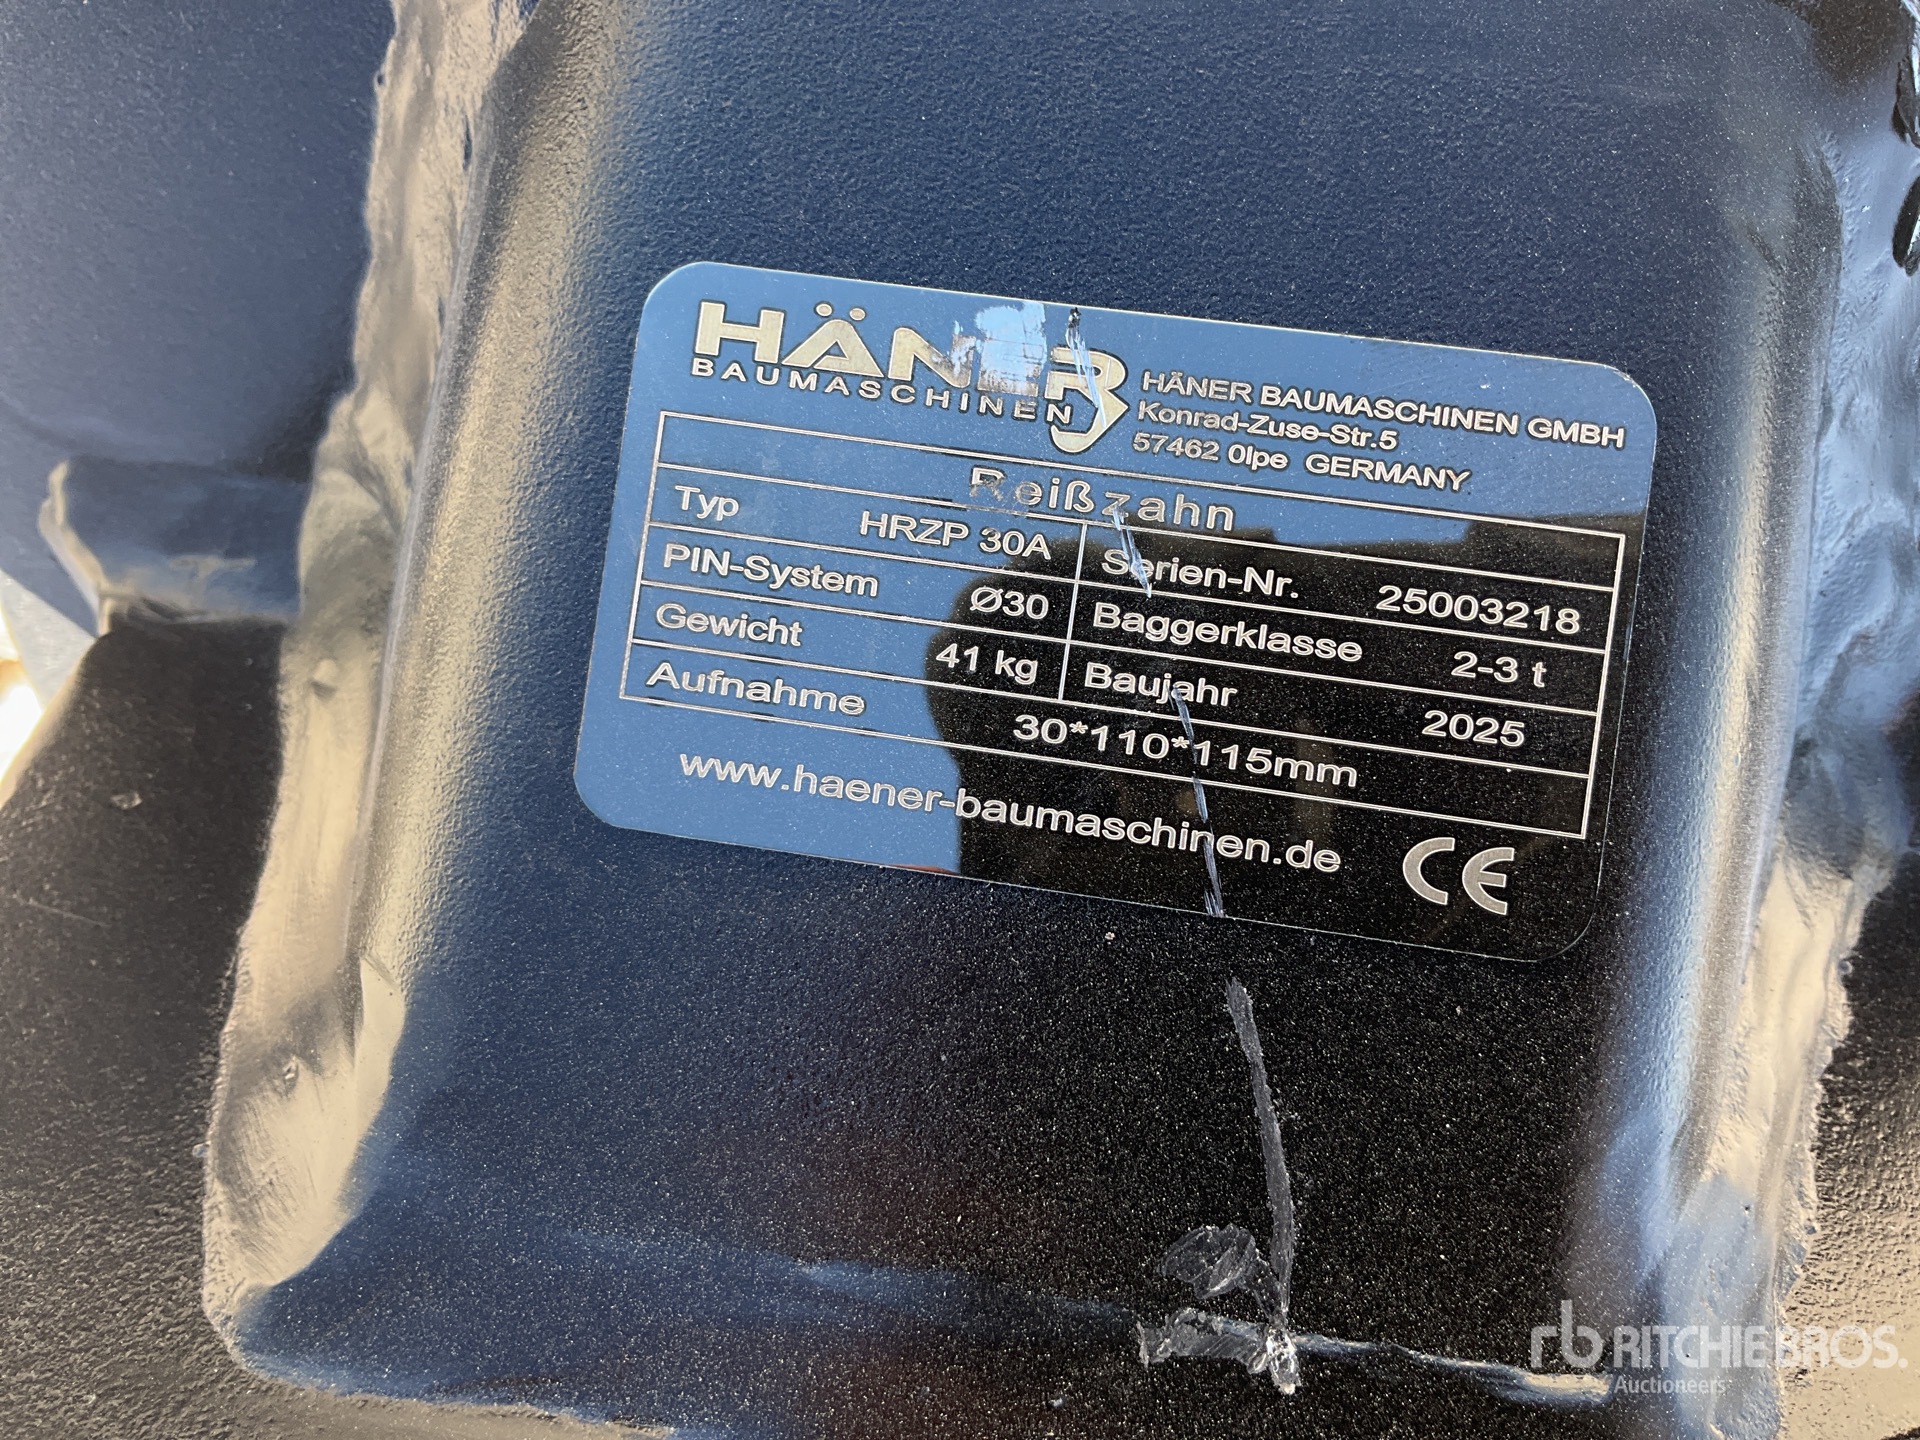 HÄNER
BAUMASCHINEN
HÄNER BAUMASCHINEN GMBH
Konrad-Zuse-Str.5
57462 Olpe GERMANY
Reißzahn
Typ HRZP 30A Serien-Nr. 25003218
PIN-System Ø30 Baggerklasse 2-3 t
Gewicht 41 kg Baujahr 2025
Aufnahme 30*110*115mm
www.haener-baumaschinen.de CE
rb RITCHIE BROS.
Auctioneers